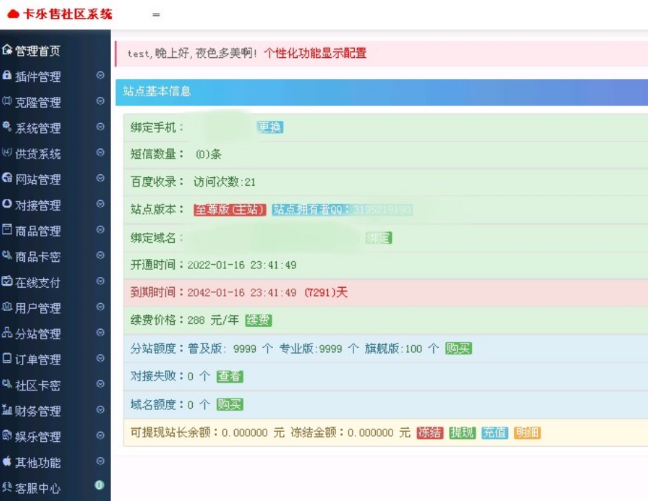 卡乐售社区系统
管理首页
插件管理
克隆管理
系统管理
供货系统
网站管理
对接管理
商品管理
商品卡密
在线支付
用户管理
分站管理
订单管理
社区卡密
财务管理
娱乐管理
其他功能
客服中心
test,晚上好,夜色多美啊! 个性化功能显示配置
站点基本信息
绑定手机： 更换
短信数量： (0)条
百度收录： 访问次数:21
站点版本： 至尊版(主站) 站点拥有者QQ:
绑定域名： 绑定
开通时间：2022-01-16 23:41:49
到期时间：2042-01-16 23:41:49 (7291)天
续费价格：288 元/年 续费
分站额度：普及版: 9999 个 专业版:9999 个 旗舰版:100 个 购买
对接失败：0 个 查看
域名额度：0 个 购买
可提现站长余额：0.000000 元 冻结金额：0.000000 元 冻结 提现 充值 明细